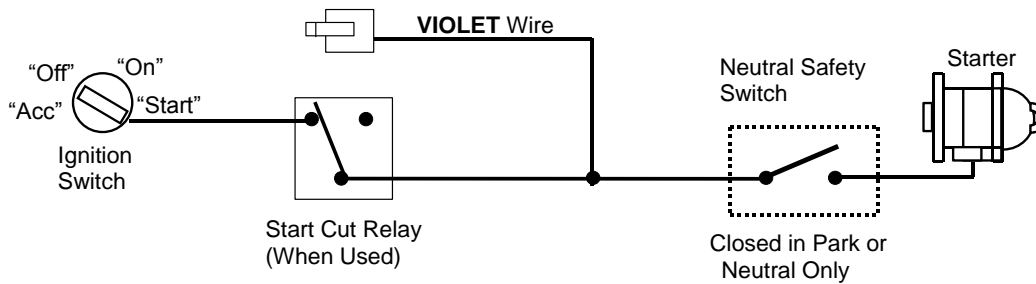 VIOLET Wire
“Off”
“On”
“Acc”
“Start”
Ignition
Switch
Start Cut Relay
(When Used)
Neutral Safety
Switch
Closed in Park or
Neutral Only
Starter